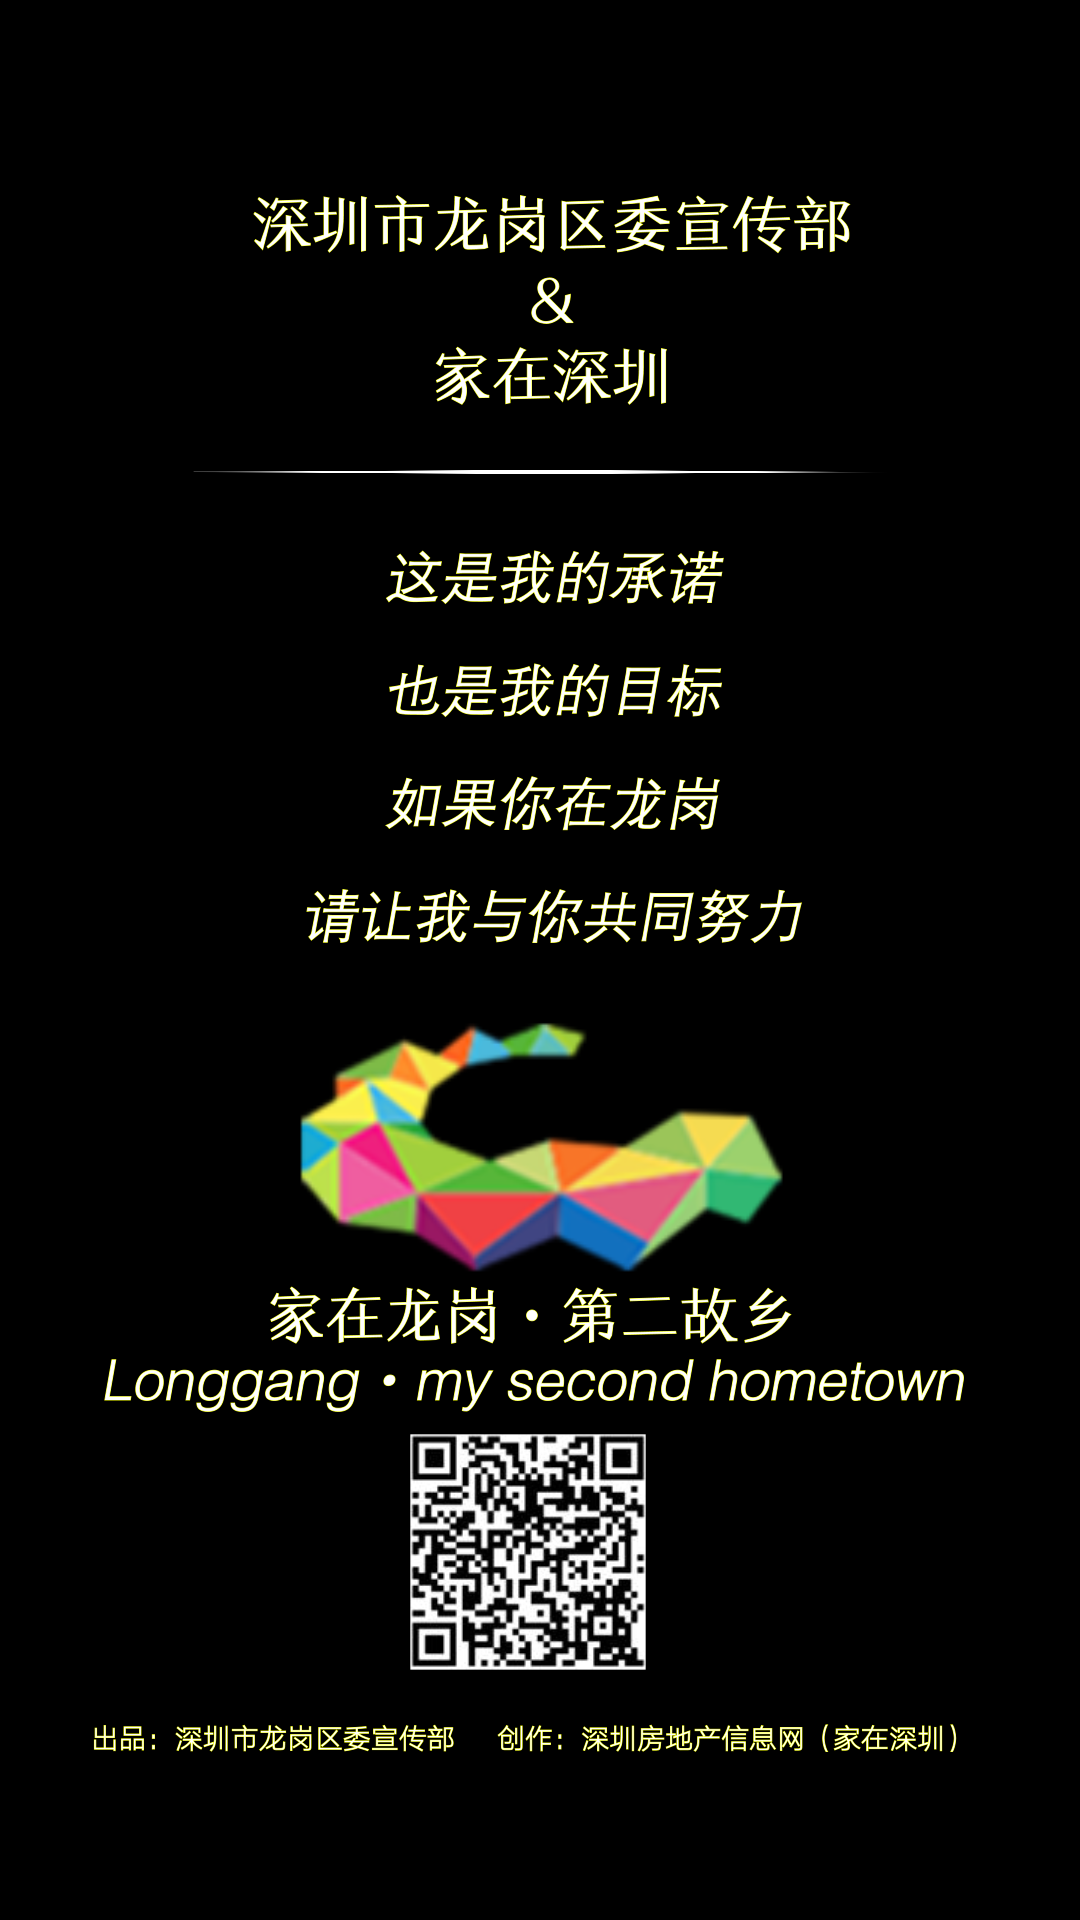 深圳市龙岗区委宣传部
&
家在深圳
这是我的承诺
也是我的目标
如果你在龙岗
请让我与你共同努力
家在龙岗・第二故乡
Longgang・my second hometown
出品：深圳市龙岗区委宣传部 创作：深圳房地产信息网（家在深圳）